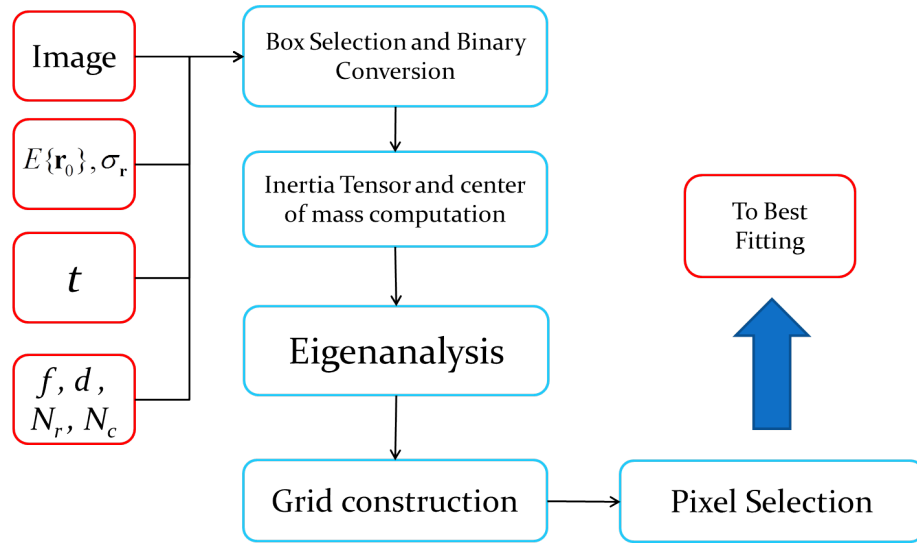 Image
E{r₀}, σᵣ
t
f, d,
Nᵣ, N_c
Box Selection and Binary
Conversion
Inertia Tensor and center
of mass computation
Eigenanalysis
Grid construction
Pixel Selection
To Best
Fitting